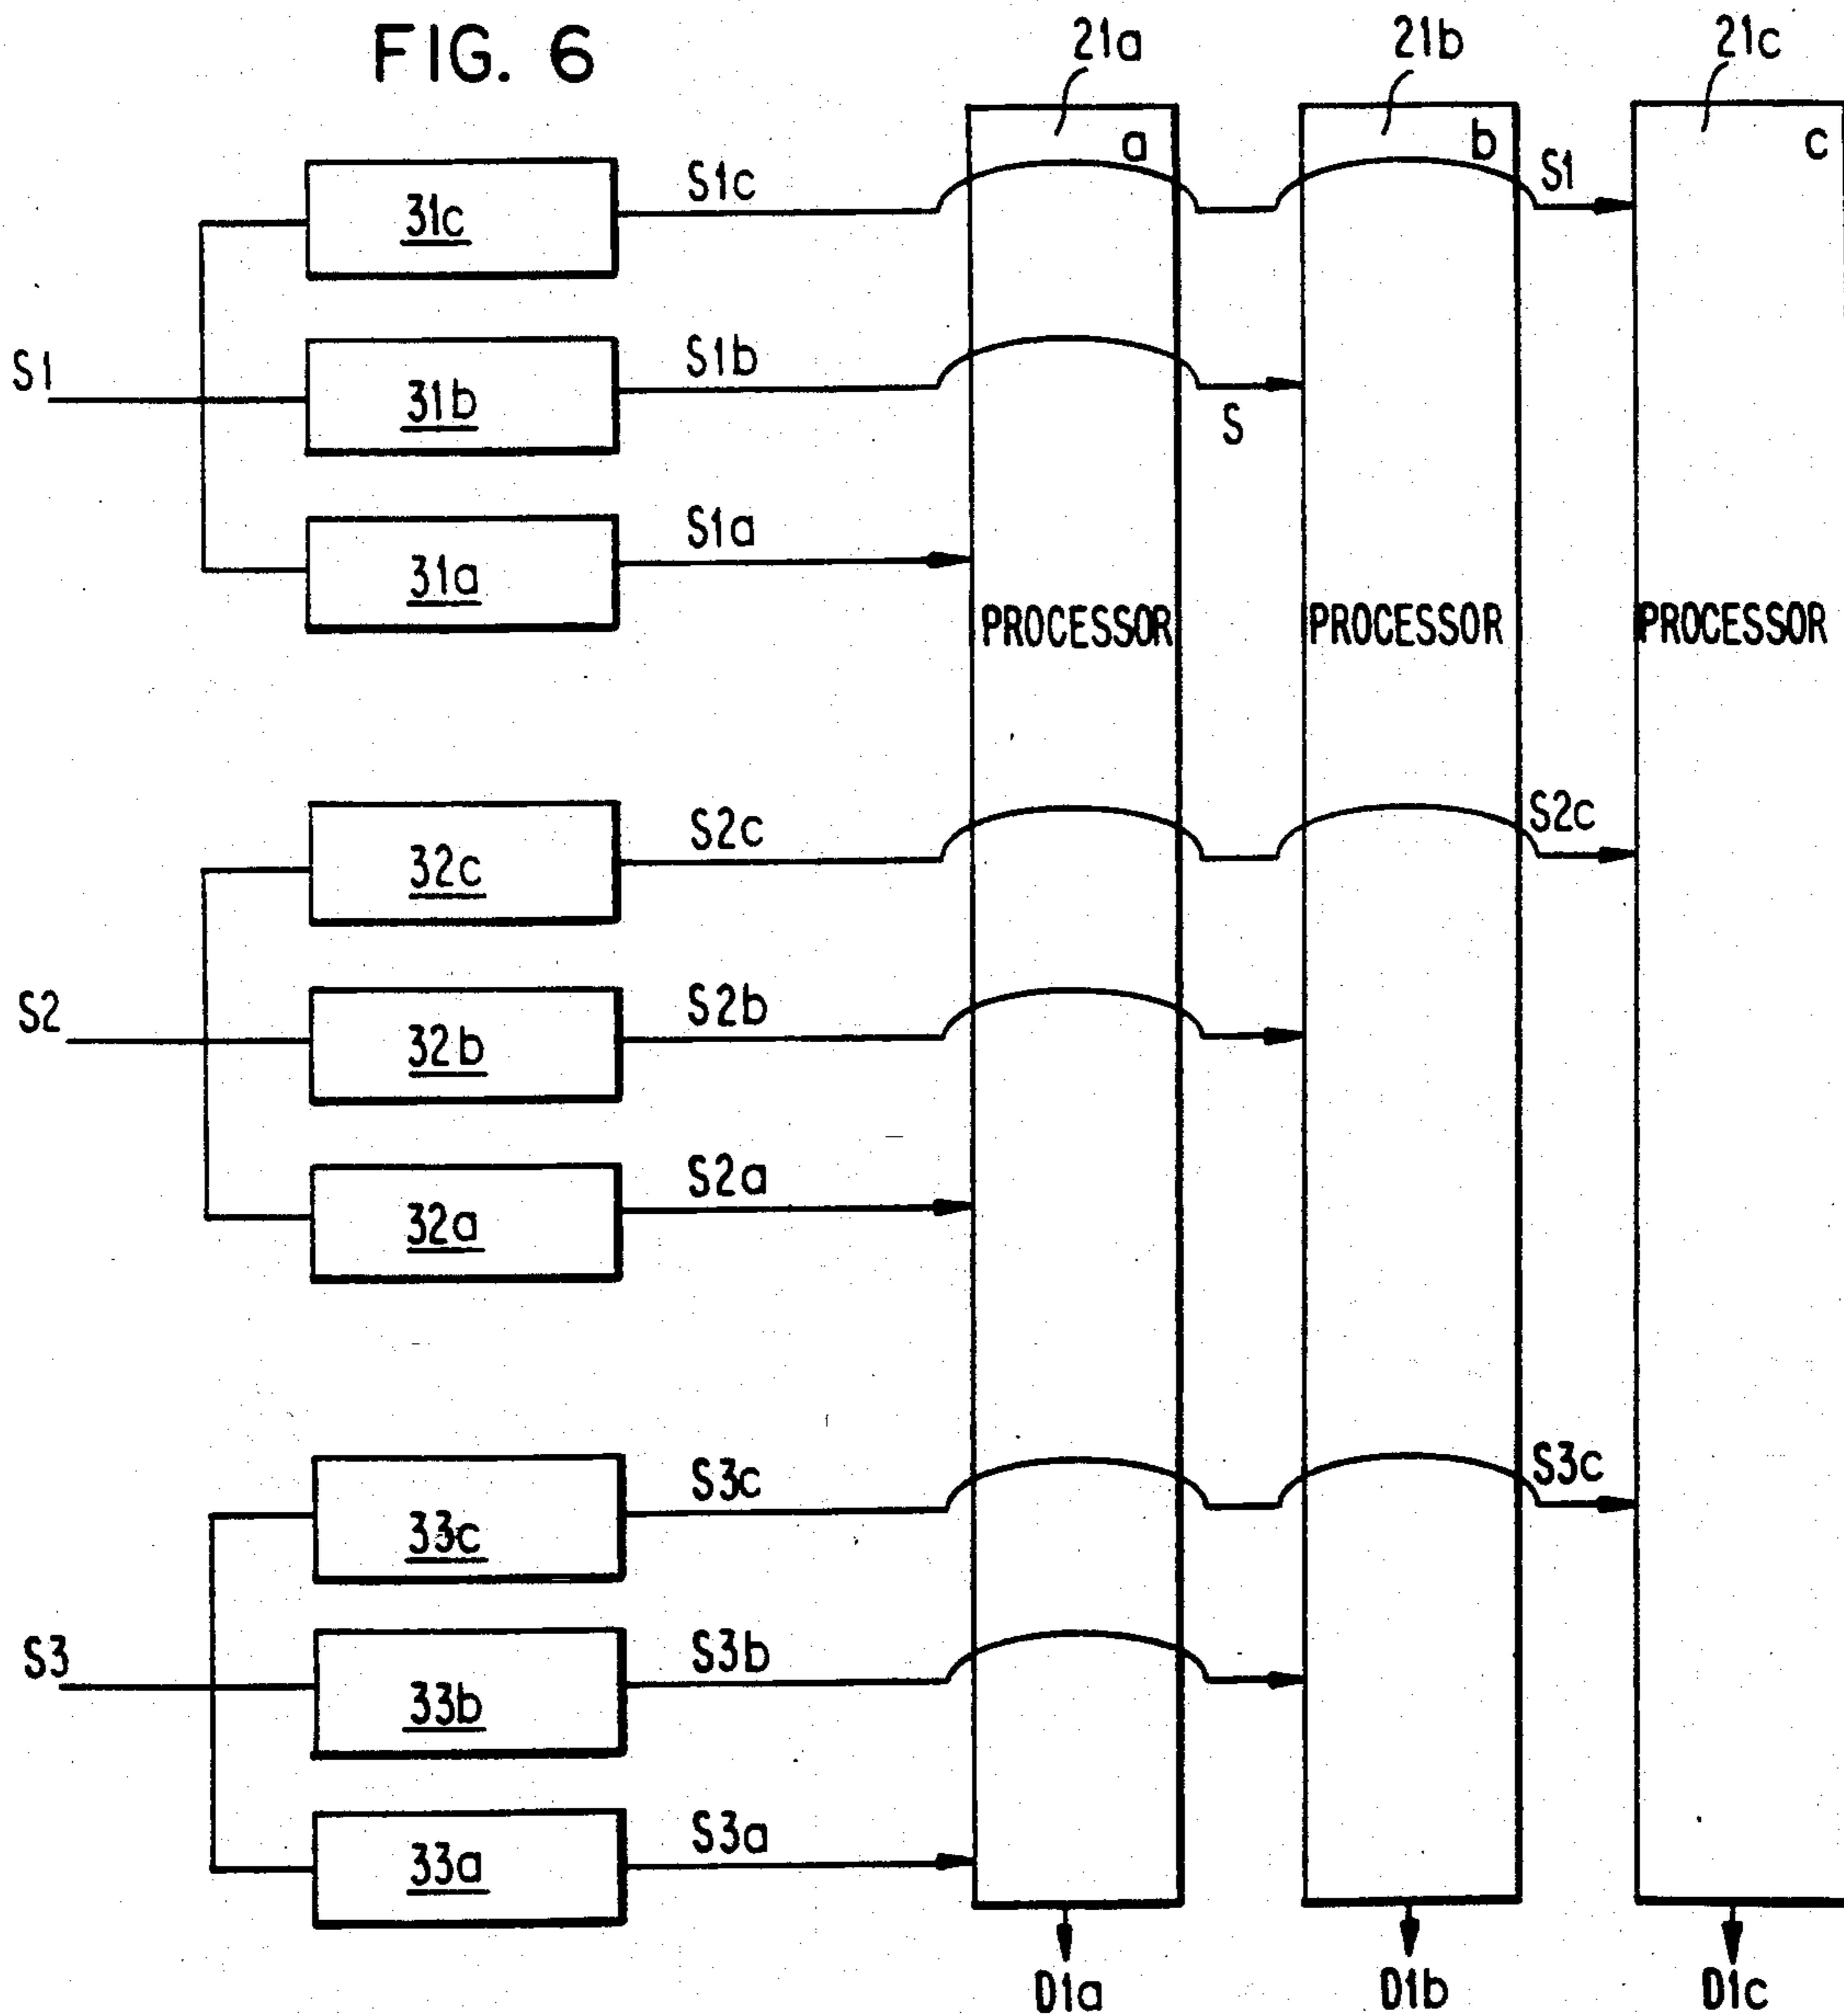 FIG. 6
21a
21b
21c
a
b
c
S1c
S1
31c
S1
S1b
31b
S
S1a
31a
PROCESSOR
PROCESSOR
PROCESSOR
S2c
S2c
32c
S2
S2b
32b
S2a
32a
S3c
S3c
33c
S3
S3b
33b
S3a
33a
D1a
D1b
D1c